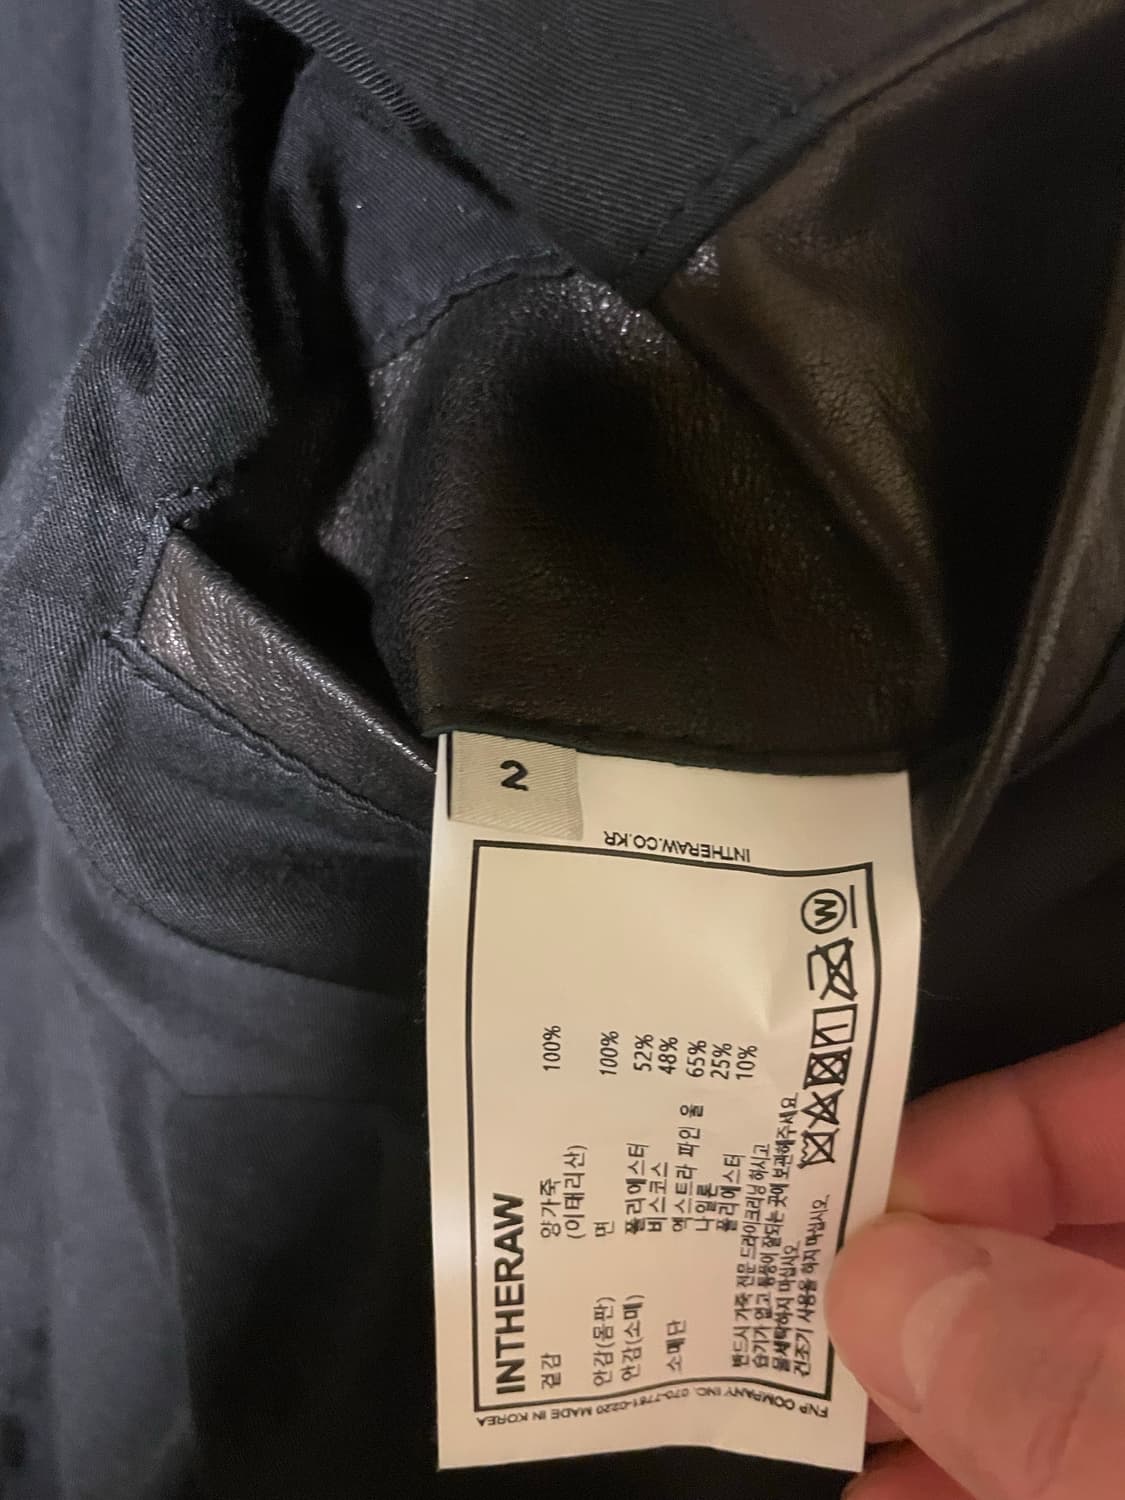 2
INTHERAW.CO.KR
INTHERAW
겉감 양가죽 100%
(이태리산)
안감(몸판) 면 100%
안감(소매) 폴리에스터 52%
비스코스 48%
소매단 엑스트라 파인 울 65%
나일론 25%
폴리에스터 10%
반드시 가죽 전문 드라이크리닝 하시고
습기가 없고 통풍이 잘되는 곳에 보관해주세요
물세탁하지 마십시오
건조기 사용을 하지 마십시오.
W
FNP COMPANY INC. 070-7781-0220 MADE IN KOREA